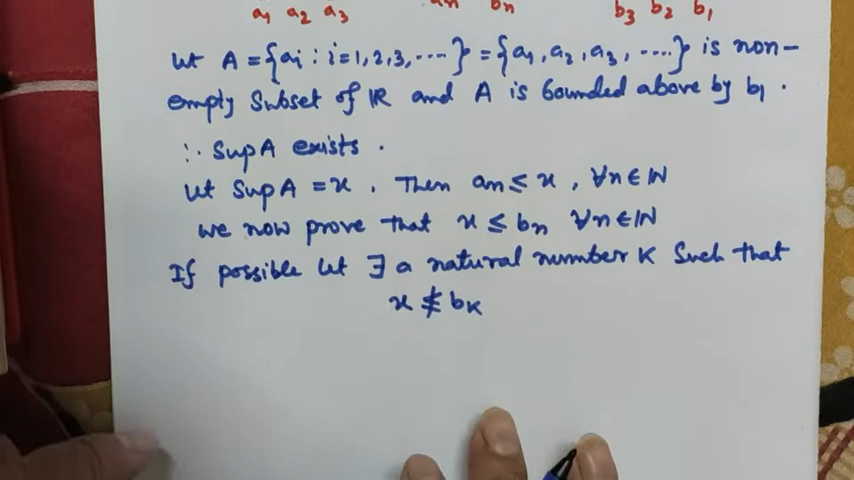 a₁ a₂ a₃ an bn b₃ b₂ b₁
Let A = {ai : i=1,2,3,....} = {a₁, a₂, a₃, ....} is non-
empty subset of ℝ and A is bounded above by b₁.
∴ Sup A exists.
Let Sup A = x. Then an ≤ x, ∀n∈ℕ
we now prove that x ≤ bn ∀n∈ℕ
If possible let ∃ a natural number K such that
x ≰ bK